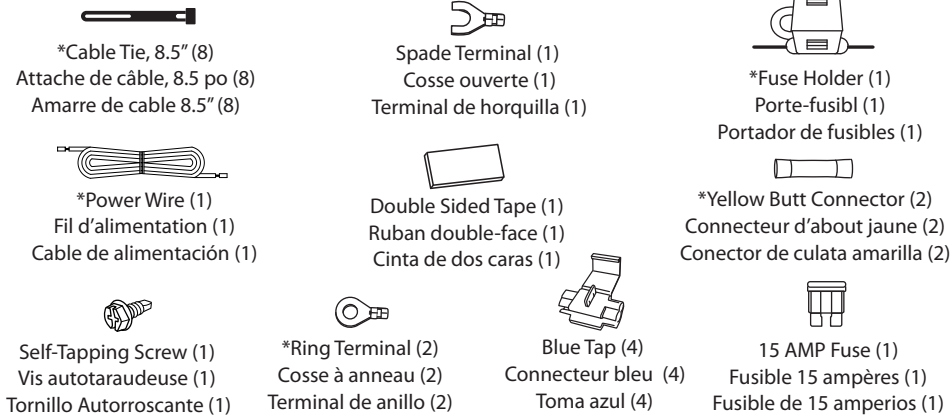 *Cable Tie, 8.5” (8)
Attache de câble, 8.5 po (8)
Amarre de cable 8.5” (8)
Spade Terminal (1)
Cosse ouverte (1)
Terminal de horquilla (1)
*Fuse Holder (1)
Porte-fusibl (1)
Portador de fusibles (1)
*Power Wire (1)
Fil d’alimentation (1)
Cable de alimentación (1)
Double Sided Tape (1)
Ruban double-face (1)
Cinta de dos caras (1)
*Yellow Butt Connector (2)
Connecteur d’about jaune (2)
Conector de culata amarilla (2)
Self-Tapping Screw (1)
Vis autotaraudeuse (1)
Tornillo Autorroscante (1)
*Ring Terminal (2)
Cosse à anneau (2)
Terminal de anillo (2)
Blue Tap (4)
Connecteur bleu (4)
Toma azul (4)
15 AMP Fuse (1)
Fusible 15 ampères (1)
Fusible de 15 amperios (1)